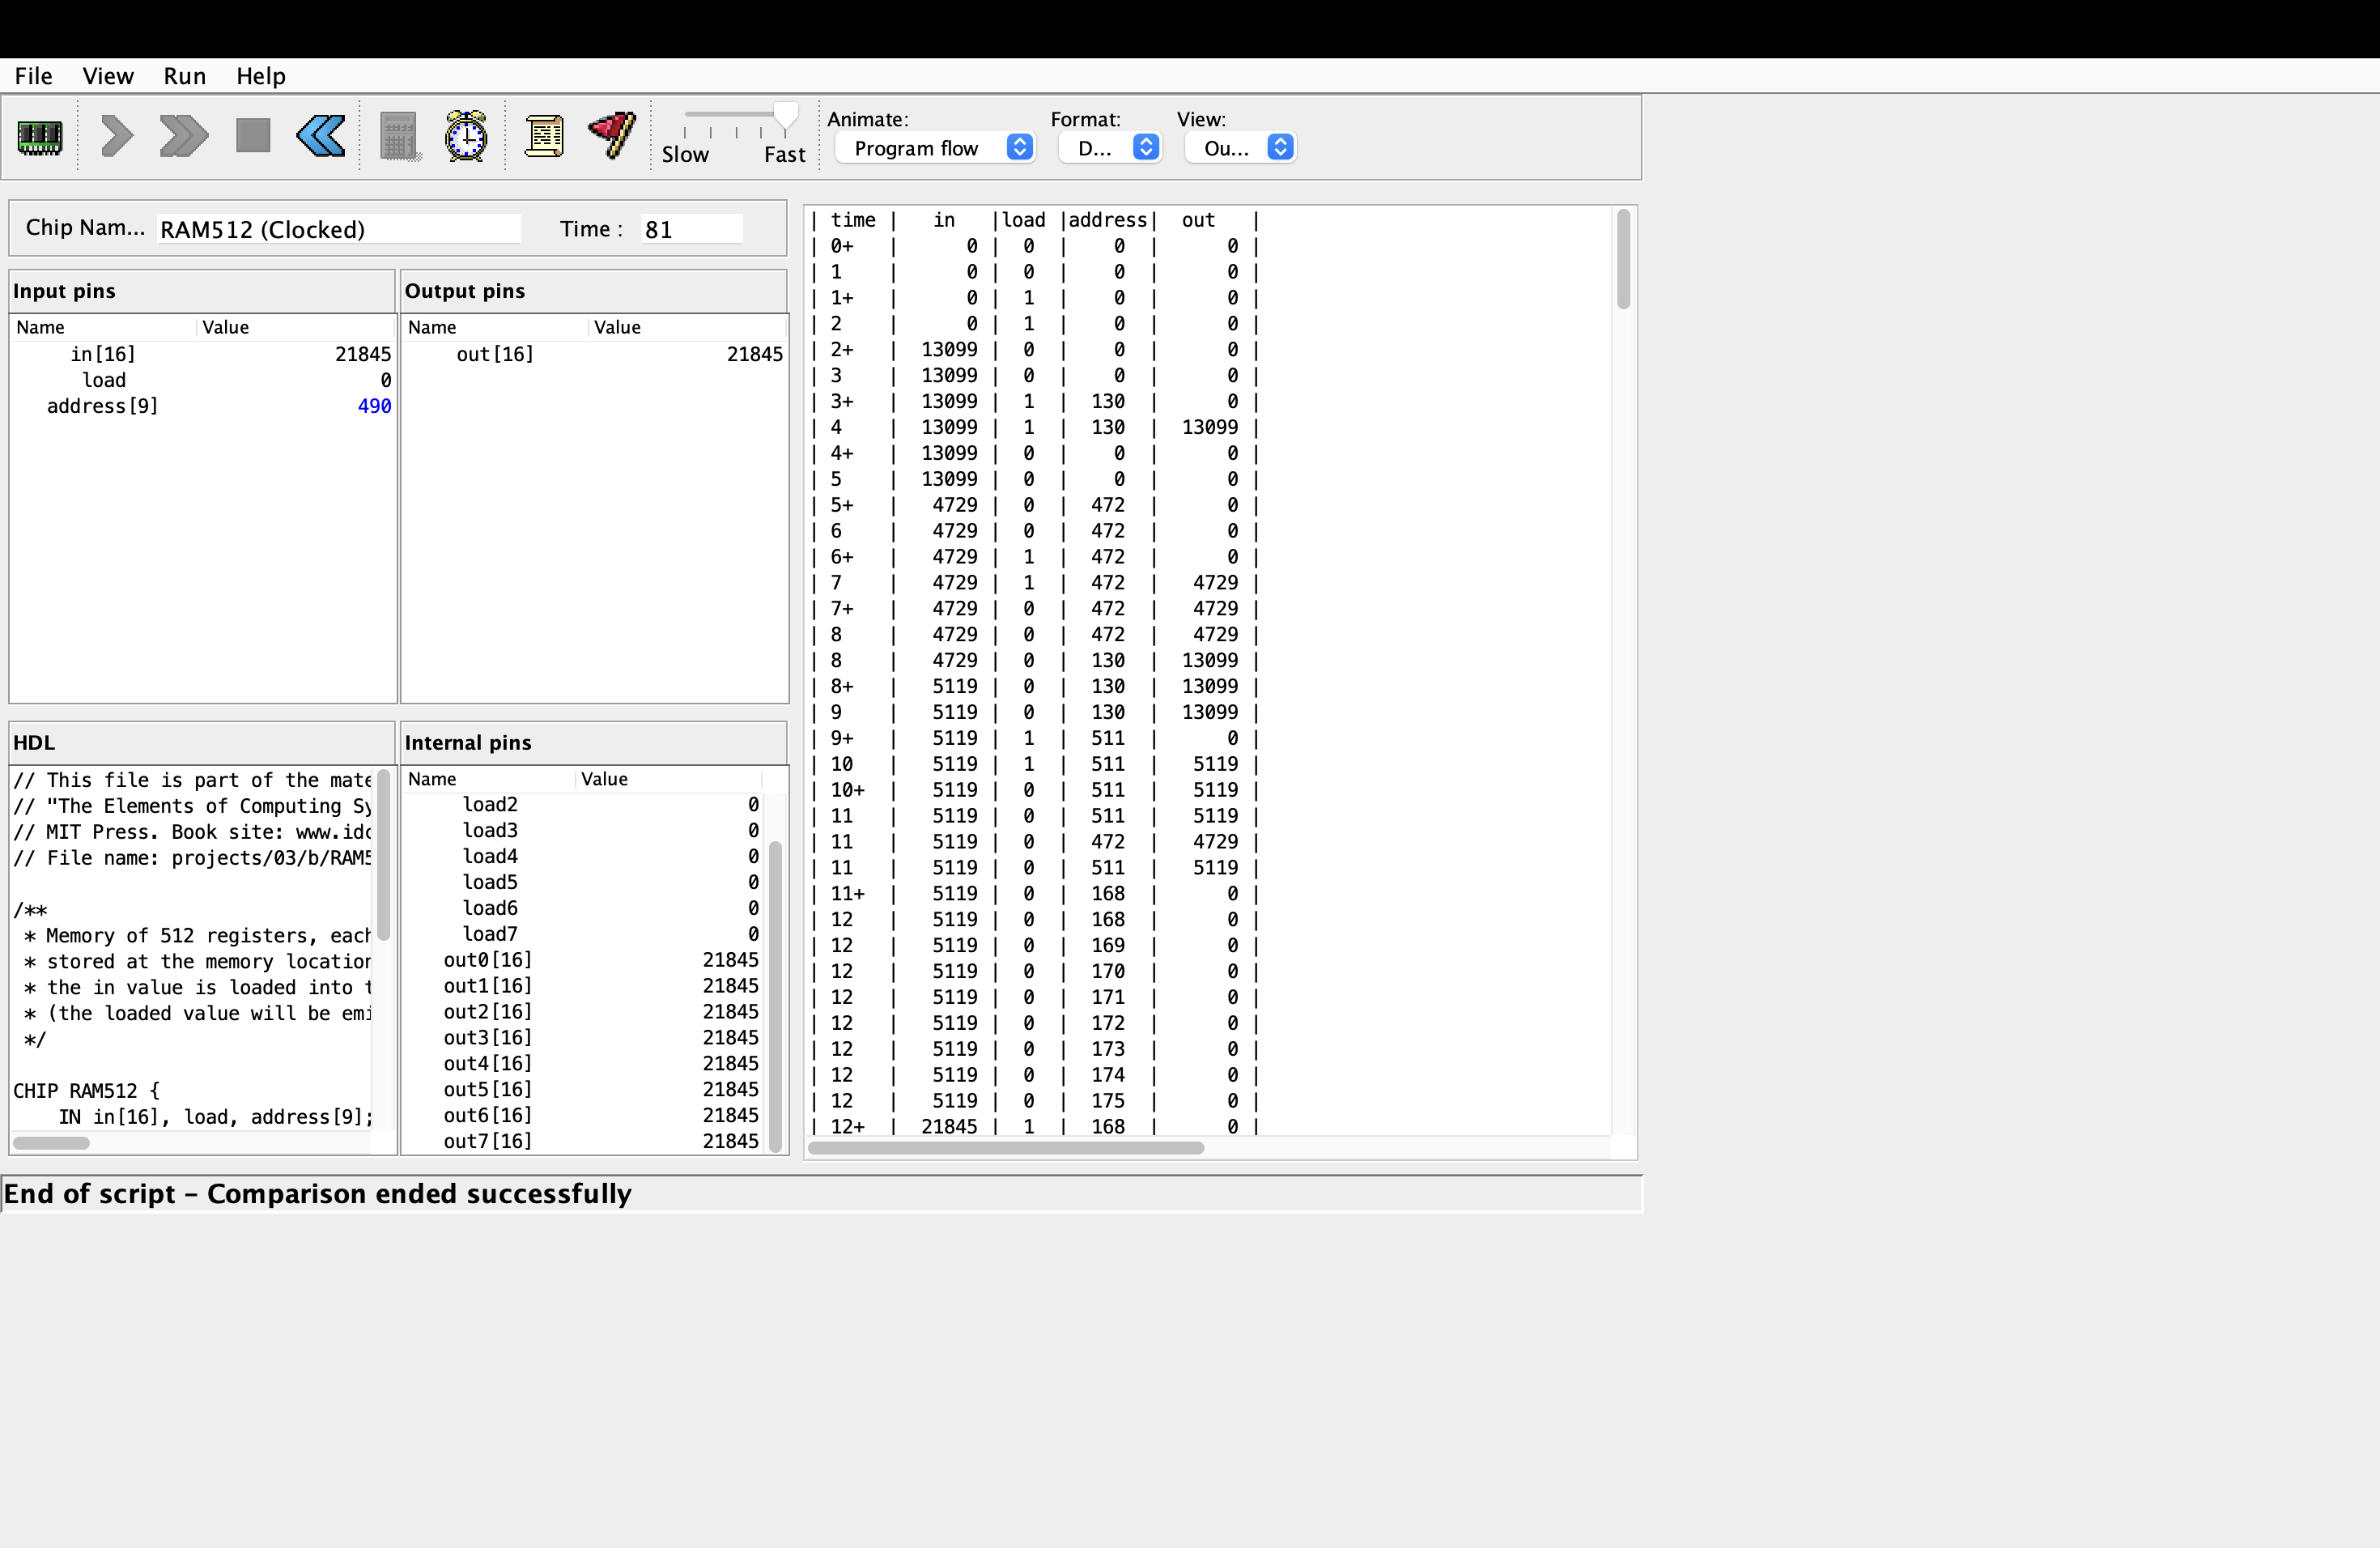 File View Run Help
Slow Fast
Animate: Format: View:
Program flow D... Ou...
Chip Nam... RAM512 (Clocked) Time : 81
Input pins
Name Value
in[16] 21845
load 0
address[9] 490
Output pins
Name Value
out[16] 21845
HDL
// This file is part of the mate
// "The Elements of Computing Sy
// MIT Press. Book site: www.idc
// File name: projects/03/b/RAM5
/**
* Memory of 512 registers, each
* stored at the memory location
* the in value is loaded into t
* (the loaded value will be emi
*/
CHIP RAM512 {
IN in[16], load, address[9];
Internal pins
Name Value
load2 0
load3 0
load4 0
load5 0
load6 0
load7 0
out0[16] 21845
out1[16] 21845
out2[16] 21845
out3[16] 21845
out4[16] 21845
out5[16] 21845
out6[16] 21845
out7[16] 21845
| time | in |load |address| out |
| 0+ | 0 | 0 | 0 | 0 |
| 1 | 0 | 0 | 0 | 0 |
| 1+ | 0 | 1 | 0 | 0 |
| 2 | 0 | 1 | 0 | 0 |
| 2+ | 13099 | 0 | 0 | 0 |
| 3 | 13099 | 0 | 0 | 0 |
| 3+ | 13099 | 1 | 130 | 0 |
| 4 | 13099 | 1 | 130 | 13099 |
| 4+ | 13099 | 0 | 0 | 0 |
| 5 | 13099 | 0 | 0 | 0 |
| 5+ | 4729 | 0 | 472 | 0 |
| 6 | 4729 | 0 | 472 | 0 |
| 6+ | 4729 | 1 | 472 | 0 |
| 7 | 4729 | 1 | 472 | 4729 |
| 7+ | 4729 | 0 | 472 | 4729 |
| 8 | 4729 | 0 | 472 | 4729 |
| 8 | 4729 | 0 | 130 | 13099 |
| 8+ | 5119 | 0 | 130 | 13099 |
| 9 | 5119 | 0 | 130 | 13099 |
| 9+ | 5119 | 1 | 511 | 0 |
| 10 | 5119 | 1 | 511 | 5119 |
| 10+ | 5119 | 0 | 511 | 5119 |
| 11 | 5119 | 0 | 511 | 5119 |
| 11 | 5119 | 0 | 472 | 4729 |
| 11 | 5119 | 0 | 511 | 5119 |
| 11+ | 5119 | 0 | 168 | 0 |
| 12 | 5119 | 0 | 168 | 0 |
| 12 | 5119 | 0 | 169 | 0 |
| 12 | 5119 | 0 | 170 | 0 |
| 12 | 5119 | 0 | 171 | 0 |
| 12 | 5119 | 0 | 172 | 0 |
| 12 | 5119 | 0 | 173 | 0 |
| 12 | 5119 | 0 | 174 | 0 |
| 12 | 5119 | 0 | 175 | 0 |
| 12+ | 21845 | 1 | 168 | 0 |
End of script – Comparison ended successfully